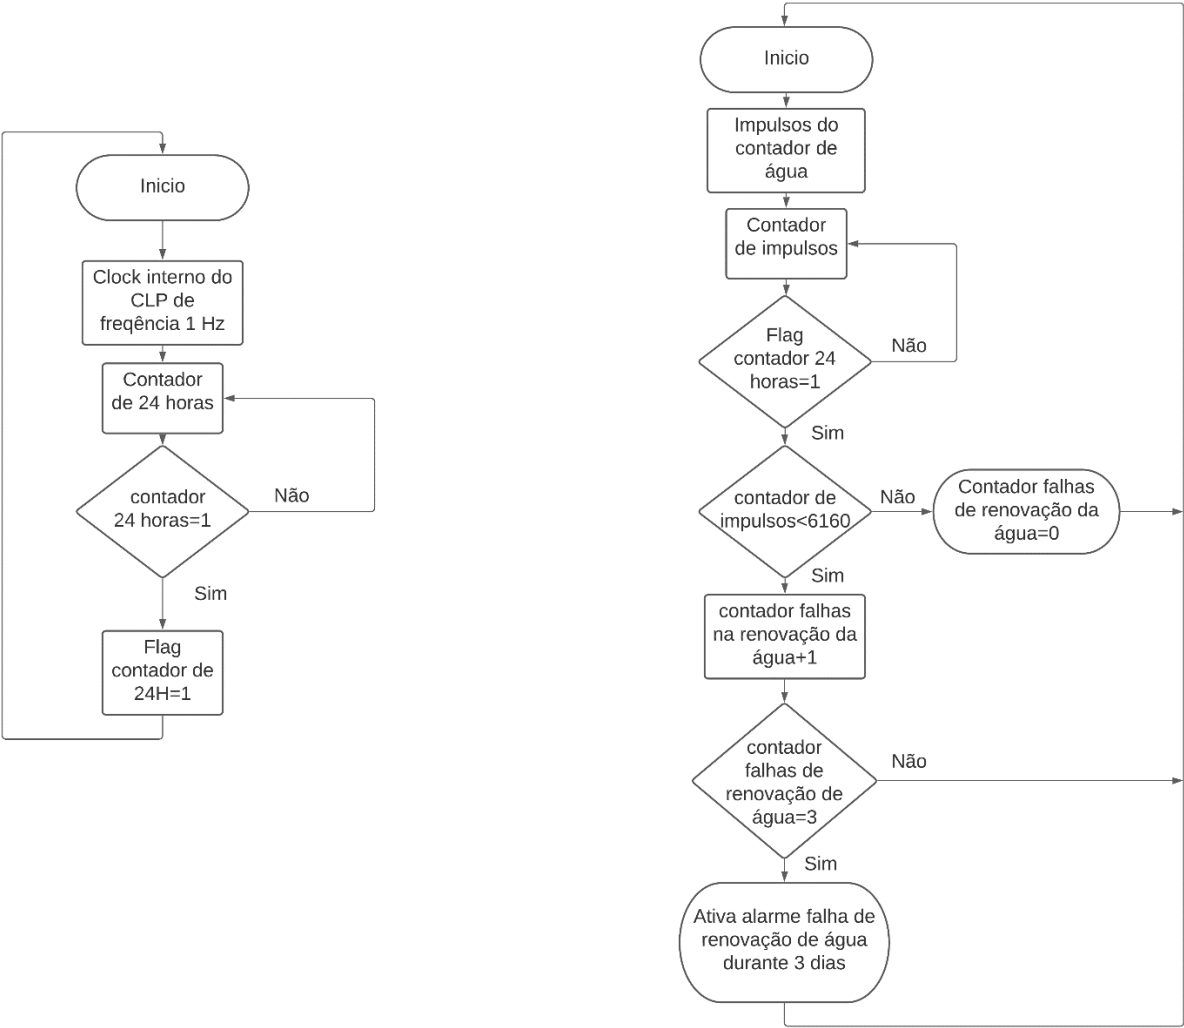 Inicio
Clock interno do
CLP de
freqência 1 Hz
Contador
de 24 horas
contador
24 horas=1
Não
Sim
Flag
contador de
24H=1
Inicio
Impulsos do
contador de
água
Contador
de impulsos
Flag
contador 24
horas=1
Não
Sim
contador de
impulsos<6160
Não
Contador falhas
de renovação da
água=0
Sim
contador falhas
na renovação da
água+1
contador
falhas de
renovação de
água=3
Não
Sim
Ativa alarme falha de
renovação de água
durante 3 dias